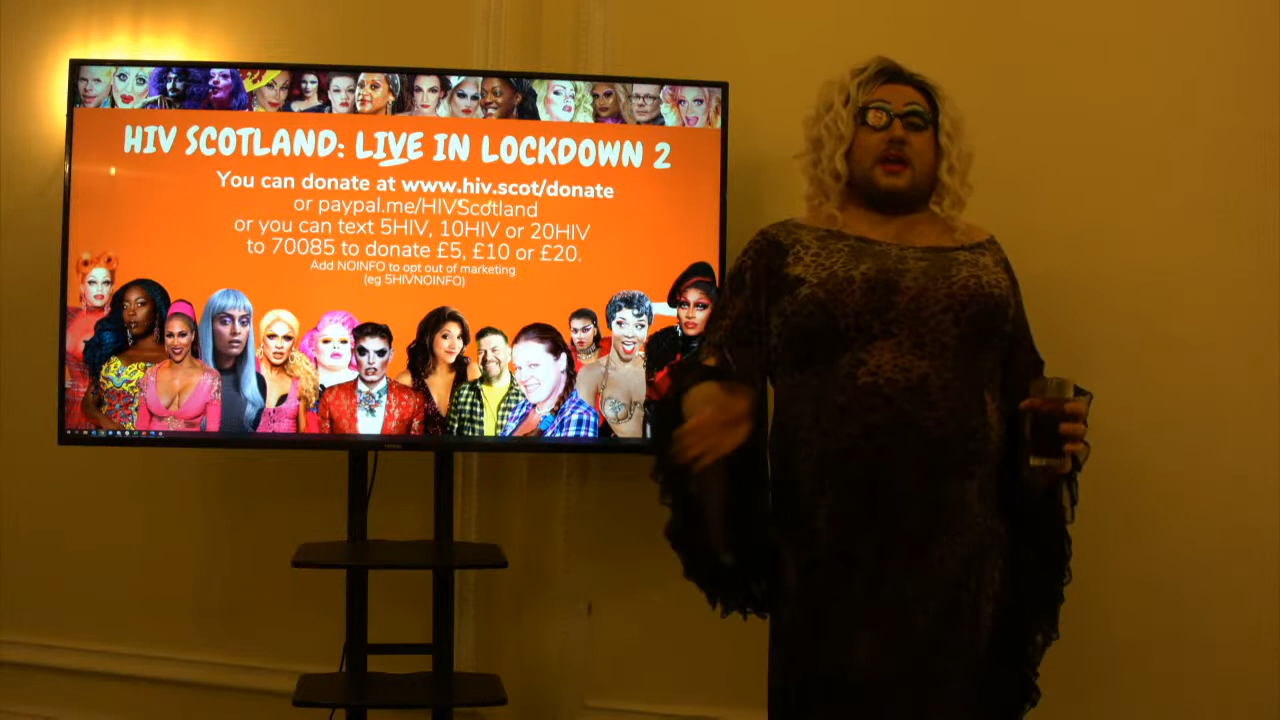 HIV SCOTLAND: LIVE IN LOCKDOWN 2
You can donate at www.hiv.scot/donate
or paypal.me/HIVScotland
or you can text 5HIV, 10HIV or 20HIV
to 70085 to donate £5, £10 or £20.
Add NOINFO to opt out of marketing
(eg 5HIVNOINFO)